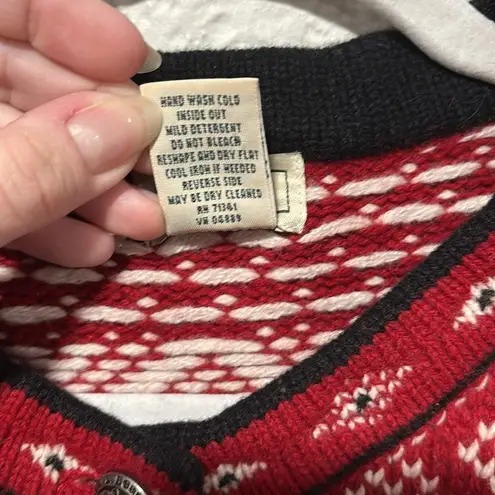 HAND WASH COLD
INSIDE OUT
MILD DETERGENT
DO NOT BLEACH
RESHAPE AND DRY FLAT
COOL IRON IF NEEDED
REVERSE SIDE
MAY BE DRY CLEANED
RN 71341
VN 04889